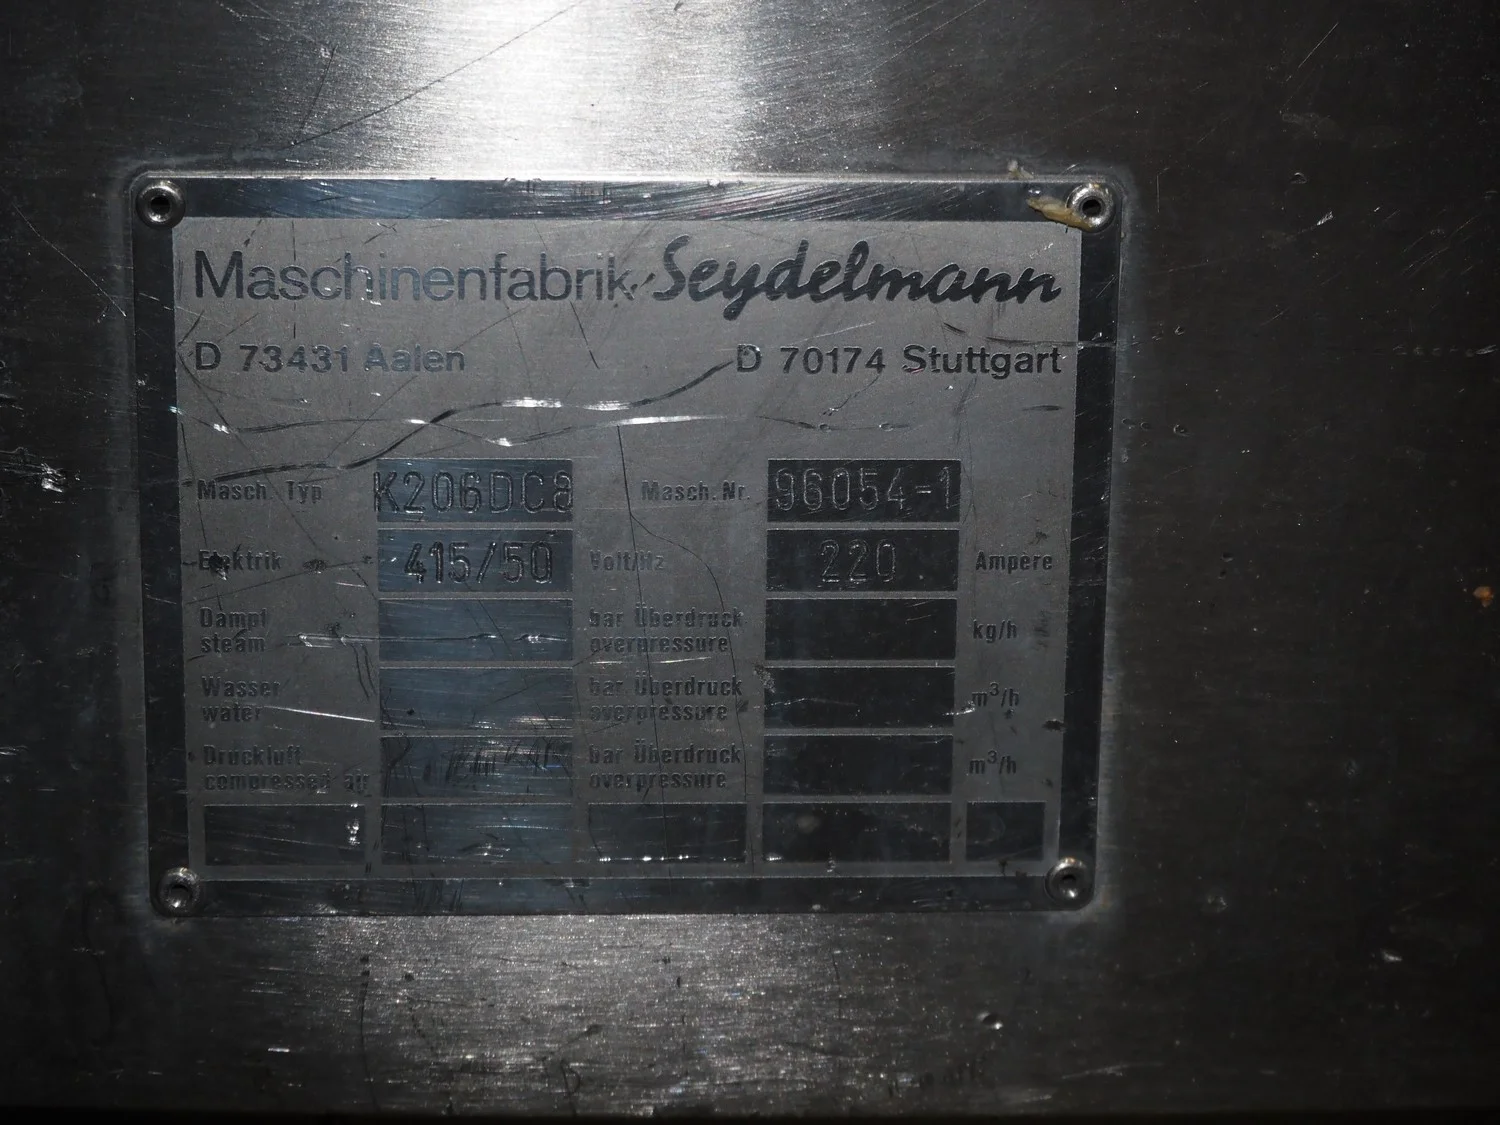 Maschinenfabrik Seydelmann
D 73431 Aalen D 70174 Stuttgart
Masch. Typ K206DC8 Masch. Nr. 96054-1
Elektrik 415/50 Volt/Hz 220 Ampere
Dampf bar Überdruck
steam overpressure kg/h
Wasser bar Überdruck
water overpressure m³/h
Druckluft bar Überdruck
compressed air overpressure m³/h